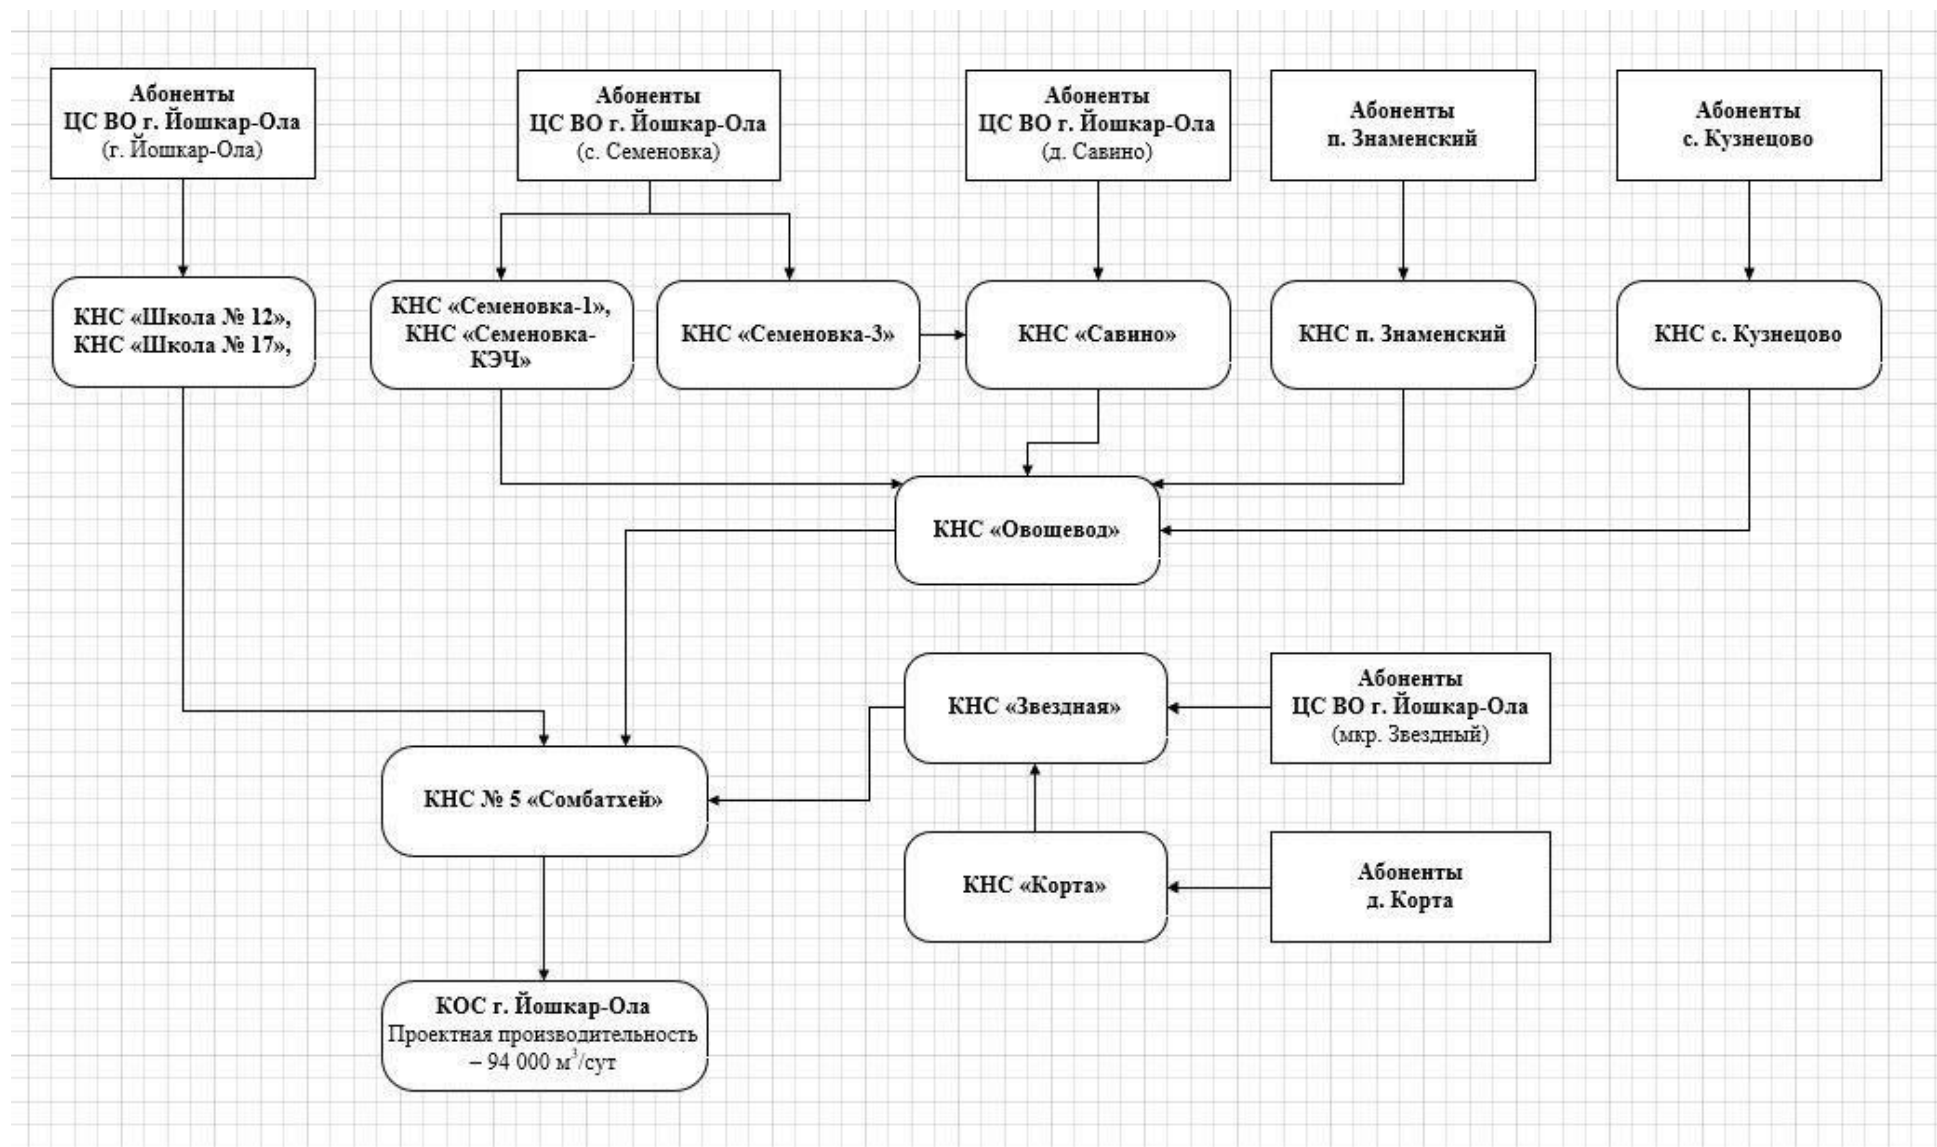 Абоненты
ЦС ВО г. Йошкар-Ола
(г. Йошкар-Ола)
Абоненты
ЦС ВО г. Йошкар-Ола
(с. Семеновка)
Абоненты
ЦС ВО г. Йошкар-Ола
(д. Савино)
Абоненты
п. Знаменский
Абоненты
с. Кузнецово
КНС «Школа № 12»,
КНС «Школа № 17»,
КНС «Семеновка-1»,
КНС «Семеновка-
КЭЧ»
КНС «Семеновка-3»
КНС «Савино»
КНС п. Знаменский
КНС с. Кузнецово
КНС «Овощевод»
КНС «Звездная»
Абоненты
ЦС ВО г. Йошкар-Ола
(мкр. Звездный)
КНС № 5 «Сомбатхей»
КНС «Корта»
Абоненты
д. Корта
КОС г. Йошкар-Ола
Проектная производительность
– 94 000 м³/сут